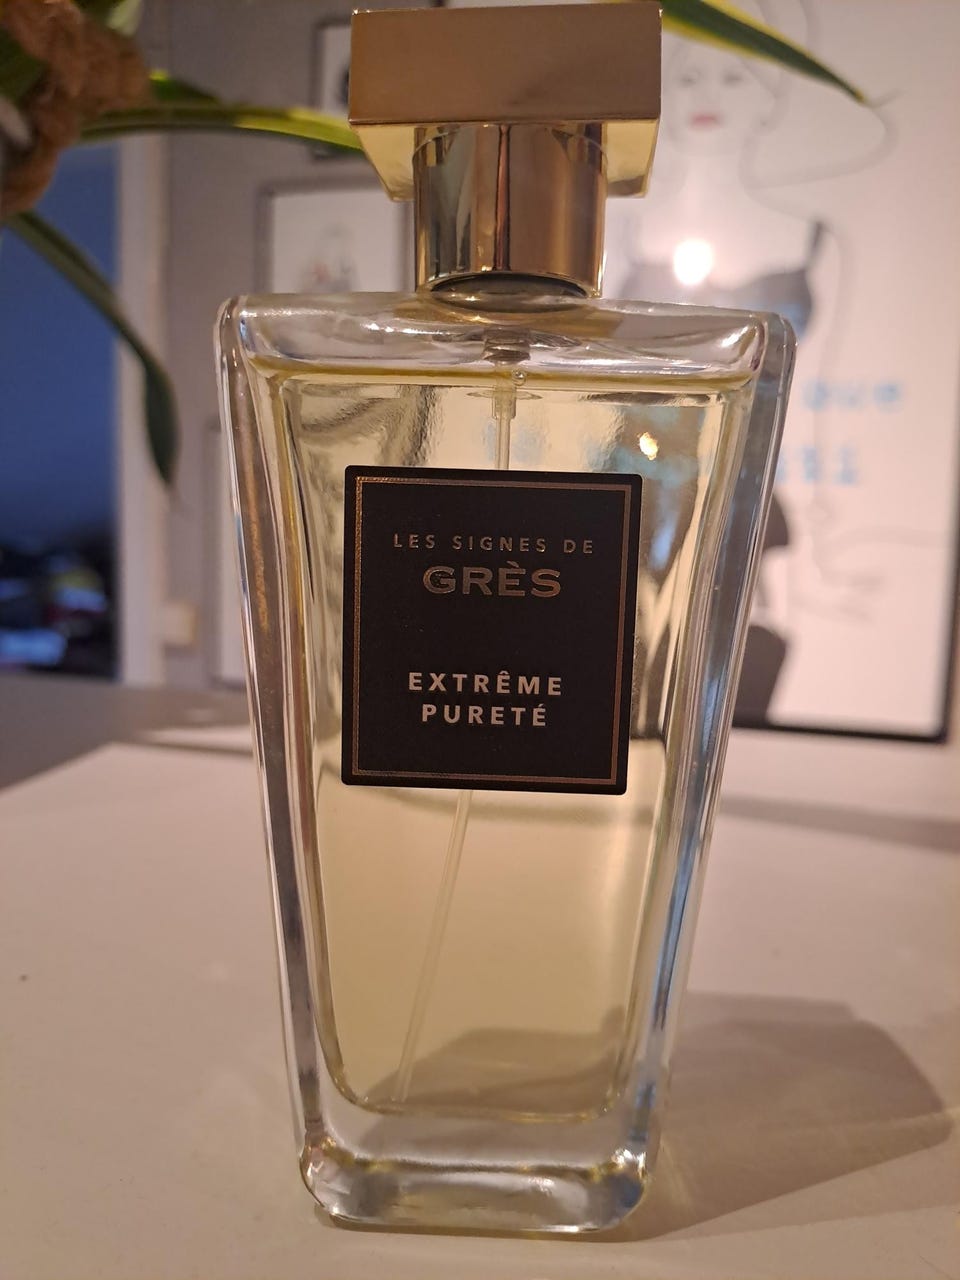 LES SIGNES DE
GRÈS
EXTRÊME
PURETÉ